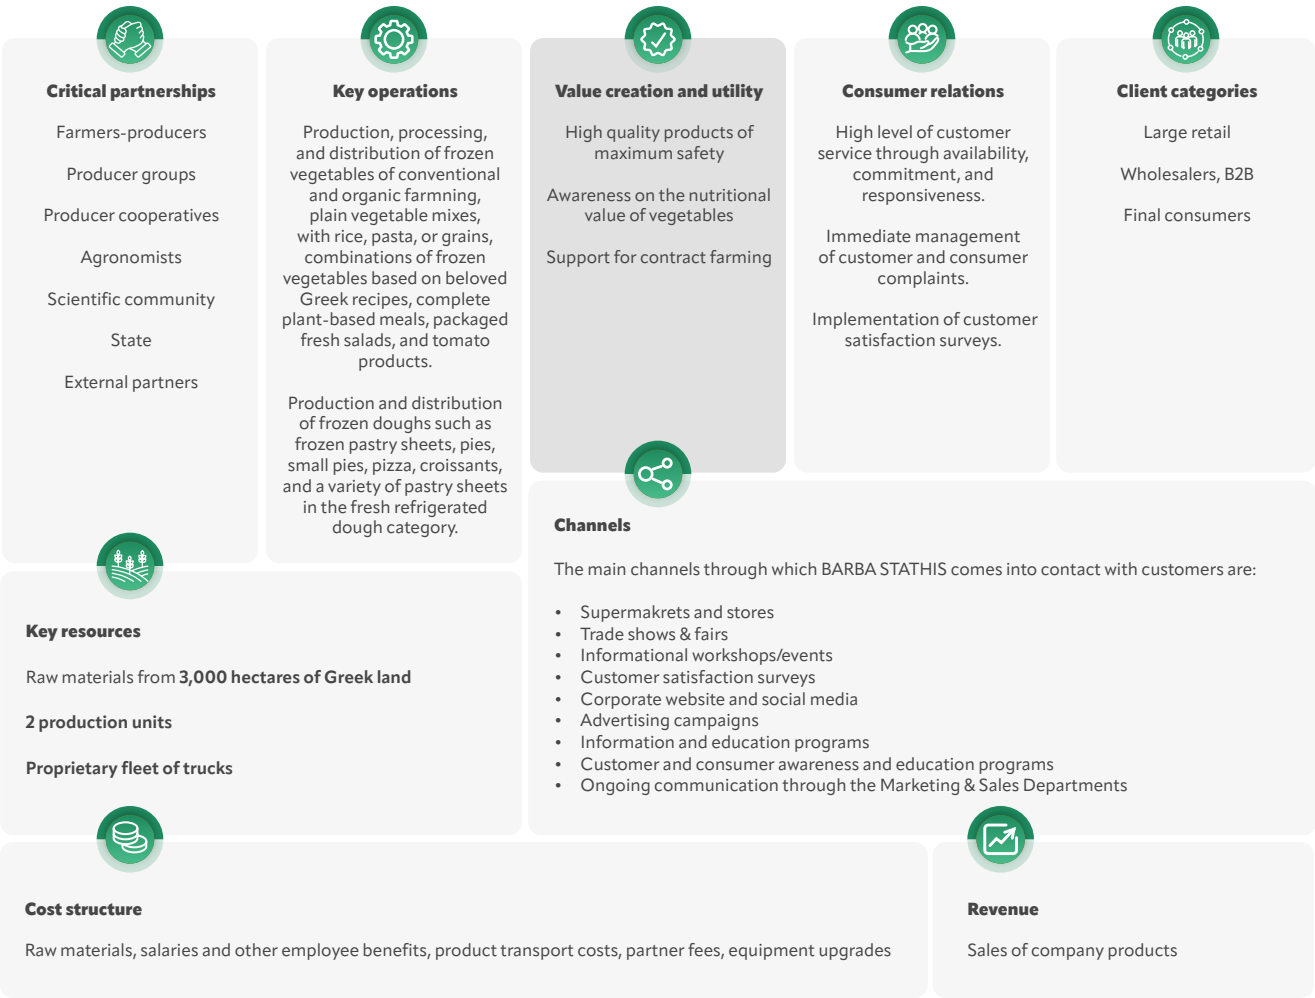 Critical partnerships
Farmers-producers
Producer groups
Producer cooperatives
Agronomists
Scientific community
State
External partners
Key operations
Production, processing,
and distribution of frozen
vegetables of conventional
and organic farmning,
plain vegetable mixes,
with rice, pasta, or grains,
combinations of frozen
vegetables based on beloved
Greek recipes, complete
plant-based meals, packaged
fresh salads, and tomato
products.
Production and distribution
of frozen doughs such as
frozen pastry sheets, pies,
small pies, pizza, croissants,
and a variety of pastry sheets
in the fresh refrigerated
dough category.
Value creation and utility
High quality products of
maximum safety
Awareness on the nutritional
value of vegetables
Support for contract farming
Consumer relations
High level of customer
service through availability,
commitment, and
responsiveness.
Immediate management
of customer and consumer
complaints.
Implementation of customer
satisfaction surveys.
Client categories
Large retail
Wholesalers, B2B
Final consumers
Key resources
Raw materials from 3,000 hectares of Greek land
2 production units
Proprietary fleet of trucks
Channels
The main channels through which BARBA STATHIS comes into contact with customers are:
• Supermakrets and stores
• Trade shows & fairs
• Informational workshops/events
• Customer satisfaction surveys
• Corporate website and social media
• Advertising campaigns
• Information and education programs
• Customer and consumer awareness and education programs
• Ongoing communication through the Marketing & Sales Departments
Cost structure
Raw materials, salaries and other employee benefits, product transport costs, partner fees, equipment upgrades
Revenue
Sales of company products